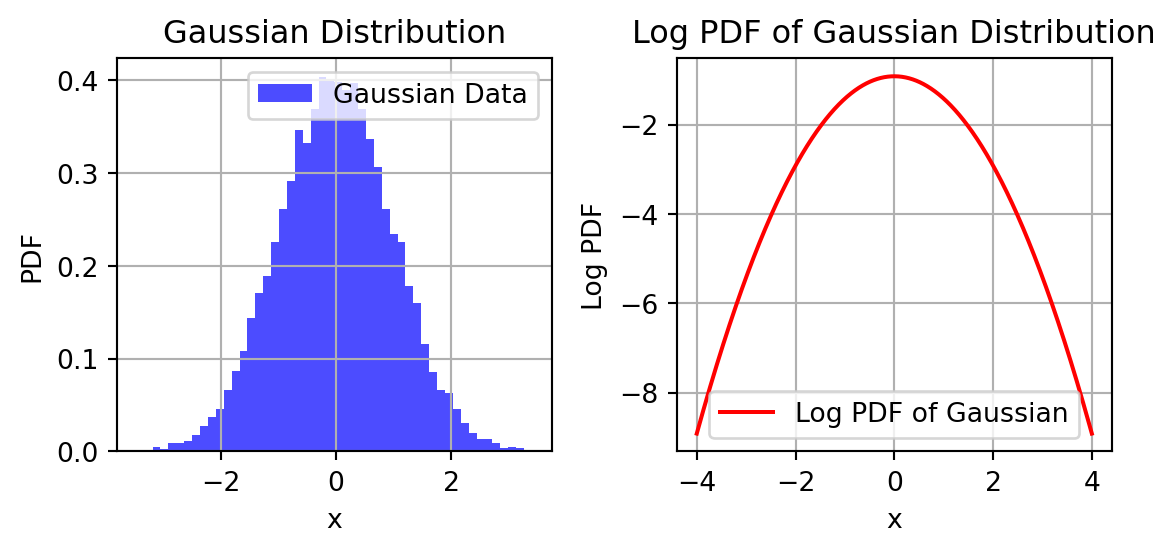 Gaussian Distribution
Gaussian Data
0.4
0.3
0.2
0.1
0.0
PDF
−2
0
2
x
Log PDF of Gaussian Distribution
−2
−4
−6
−8
Log PDF
Log PDF of Gaussian
−4
−2
0
2
4
x